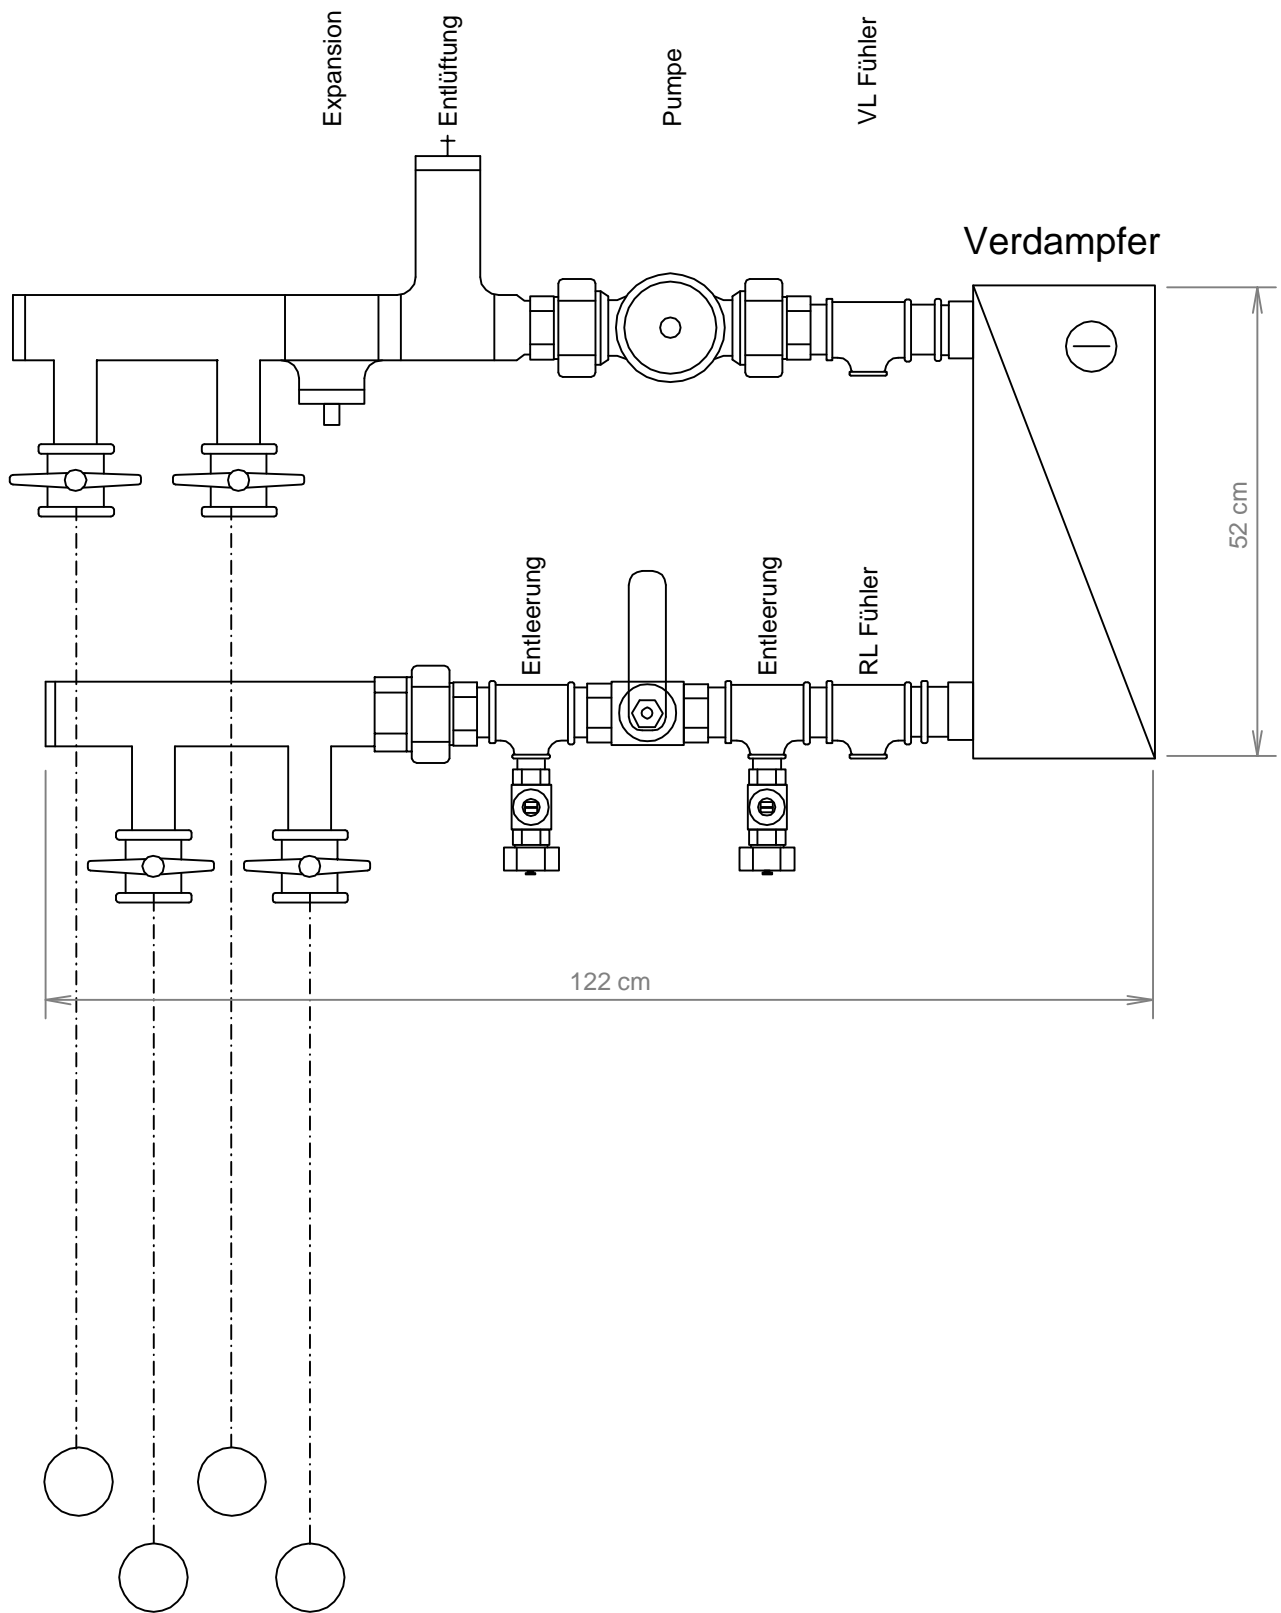 Expansion
Entlüftung
Pumpe
VL Fühler
Verdampfer
52 cm
Entleerung
Entleerung
RL Fühler
122 cm